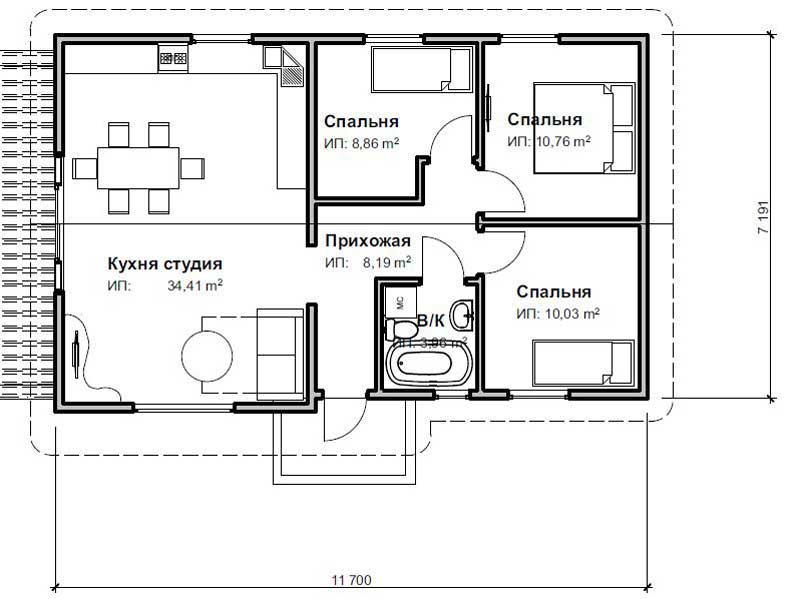 Спальня
ИП: 8,86 m²
Спальня
ИП: 10,76 m²
Прихожая
ИП: 8,19 m²
Кухня студия
ИП: 34,41 m²
Спальня
ИП: 10,03 m²
МС
В/К
ИП: 3,96 m²
7 191
11 700